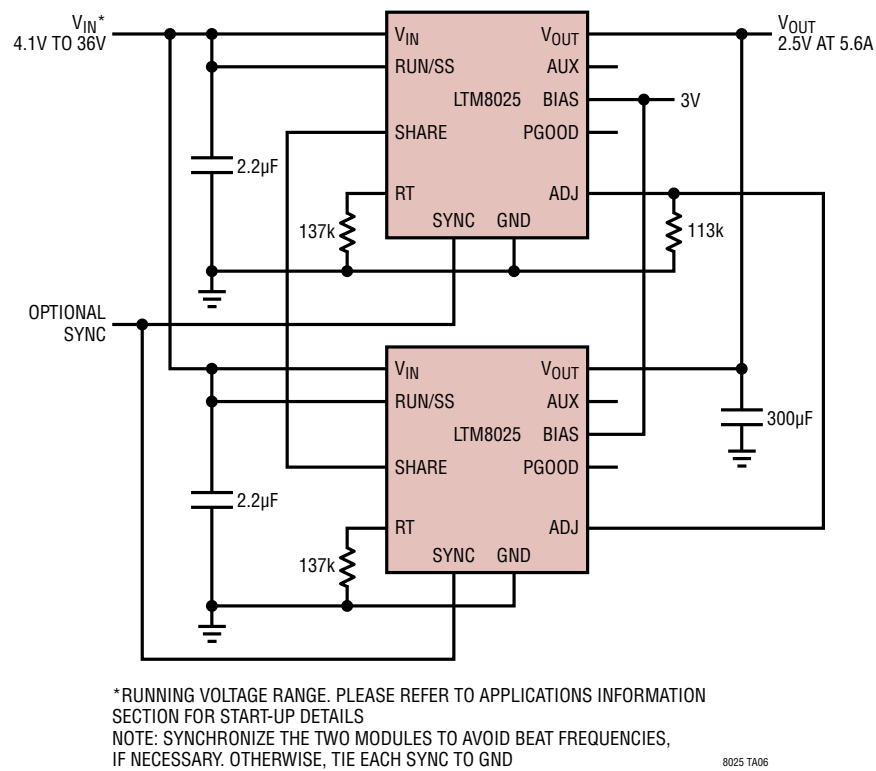 VIN*
4.1V TO 36V
VIN
RUN/SS
SHARE
RT
SYNC
GND
LTM8025
VOUT
AUX
BIAS
PGOOD
ADJ
3V
VOUT
2.5V AT 5.6A
2.2µF
137k
113k
OPTIONAL
SYNC
VIN
RUN/SS
SHARE
RT
SYNC
GND
LTM8025
VOUT
AUX
BIAS
PGOOD
ADJ
300µF
2.2µF
137k
*RUNNING VOLTAGE RANGE. PLEASE REFER TO APPLICATIONS INFORMATION
SECTION FOR START-UP DETAILS
NOTE: SYNCHRONIZE THE TWO MODULES TO AVOID BEAT FREQUENCIES,
IF NECESSARY. OTHERWISE, TIE EACH SYNC TO GND
8025 TA06